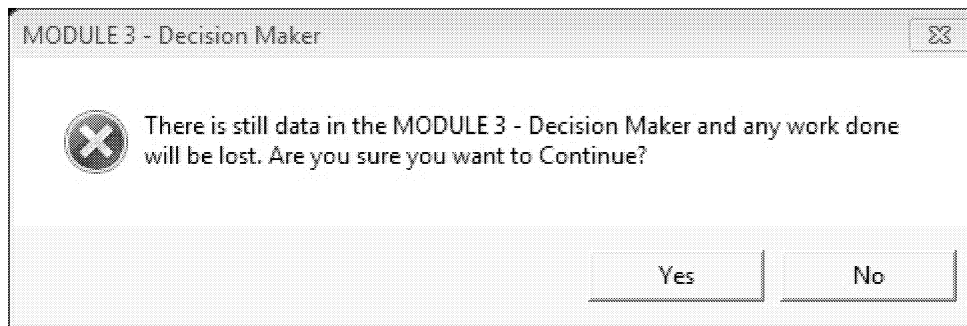 MODULE 3 - Decision Maker
There is still data in the MODULE 3 - Decision Maker and any work done
will be lost. Are you sure you want to Continue?
Yes No